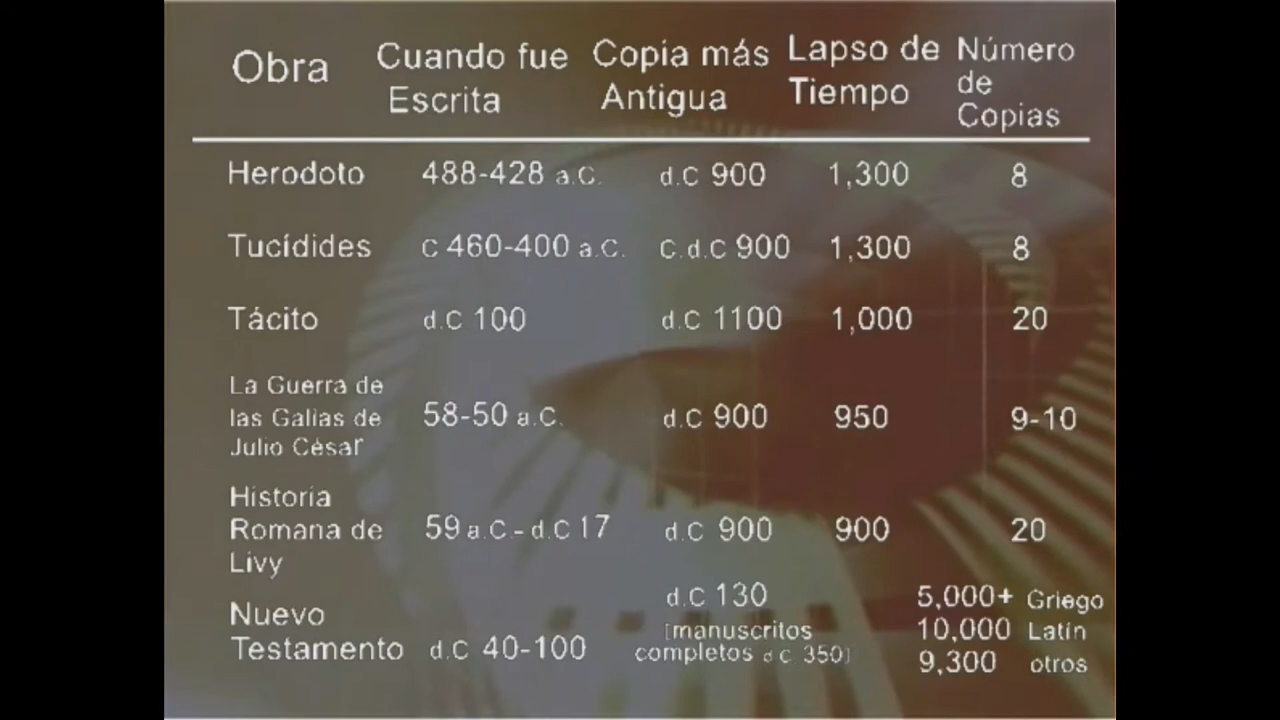 Obra Cuando fue Escrita Copia más Antigua Lapso de Tiempo Número de Copias
Herodoto 488-428 a.C. d.C 900 1,300 8
Tucídides C 460-400 a.C. C.d.C 900 1,300 8
Tácito d.C 100 d.C 1100 1,000 20
La Guerra de
las Galias de
Julio César 58-50 a.C. d.C 900 950 9-10
Historia
Romana de
Livy 59 a.C - d.C 17 d.C 900 900 20
Nuevo
Testamento d.C 40-100 d.C 130
[manuscritos
completos d C 350]
5,000+ Griego
10,000 Latín
9,300 otros